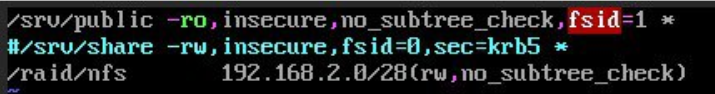 /srv/public -ro,insecure,no_subtree_check,fsid=1 *
#/srv/share -rw,insecure,fsid=0,sec=krb5 *
/raid/nfs 192.168.2.0/28(rw,no_subtree_check)
~